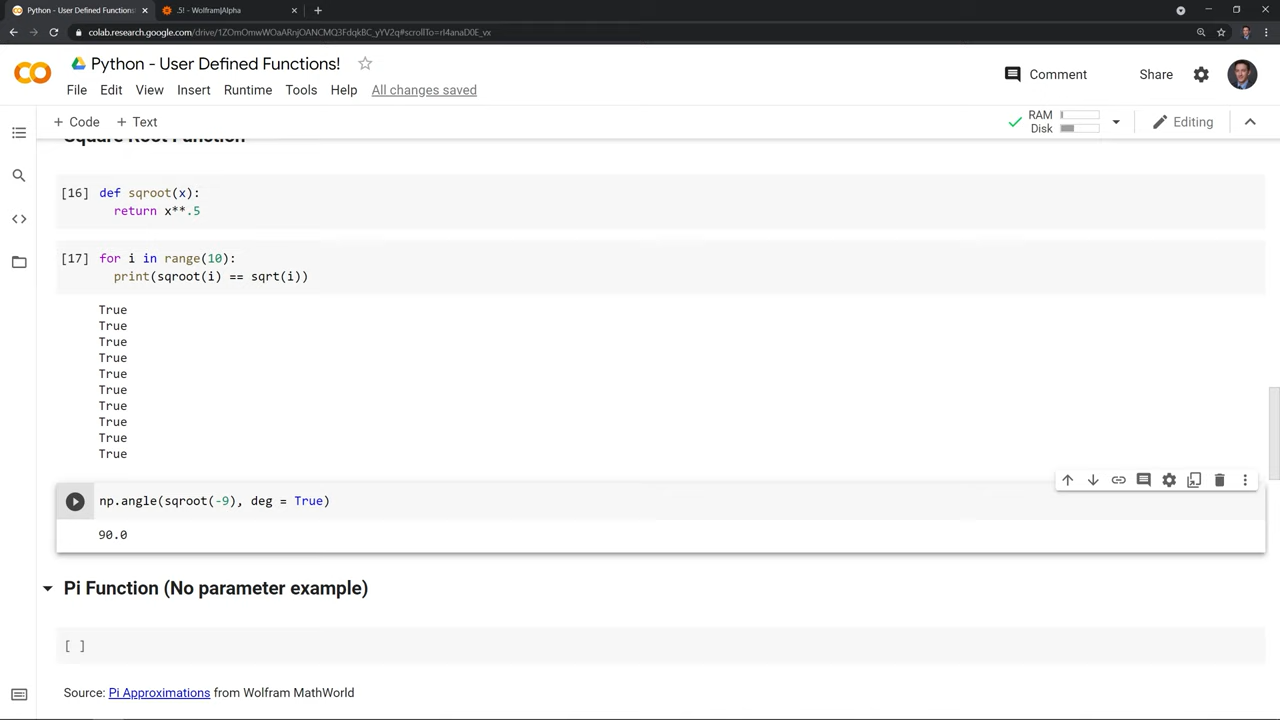 Python - User Defined Functions!
.5! - Wolfram|Alpha
colab.research.google.com/drive/1ZOmOmwWOaARnjOANCMQ3FdqkBC_yYV2q#scrollTo=rI4anaD0E_vx
Python - User Defined Functions!
Comment
Share
File Edit View Insert Runtime Tools Help All changes saved
+ Code + Text
RAM
Disk
Editing
Square Root Function
[16] def sqroot(x):
return x**.5
[17] for i in range(10):
print(sqroot(i) == sqrt(i))
True
True
True
True
True
True
True
True
True
True
np.angle(sqroot(-9), deg = True)
90.0
Pi Function (No parameter example)
[ ]
Source: Pi Approximations from Wolfram MathWorld